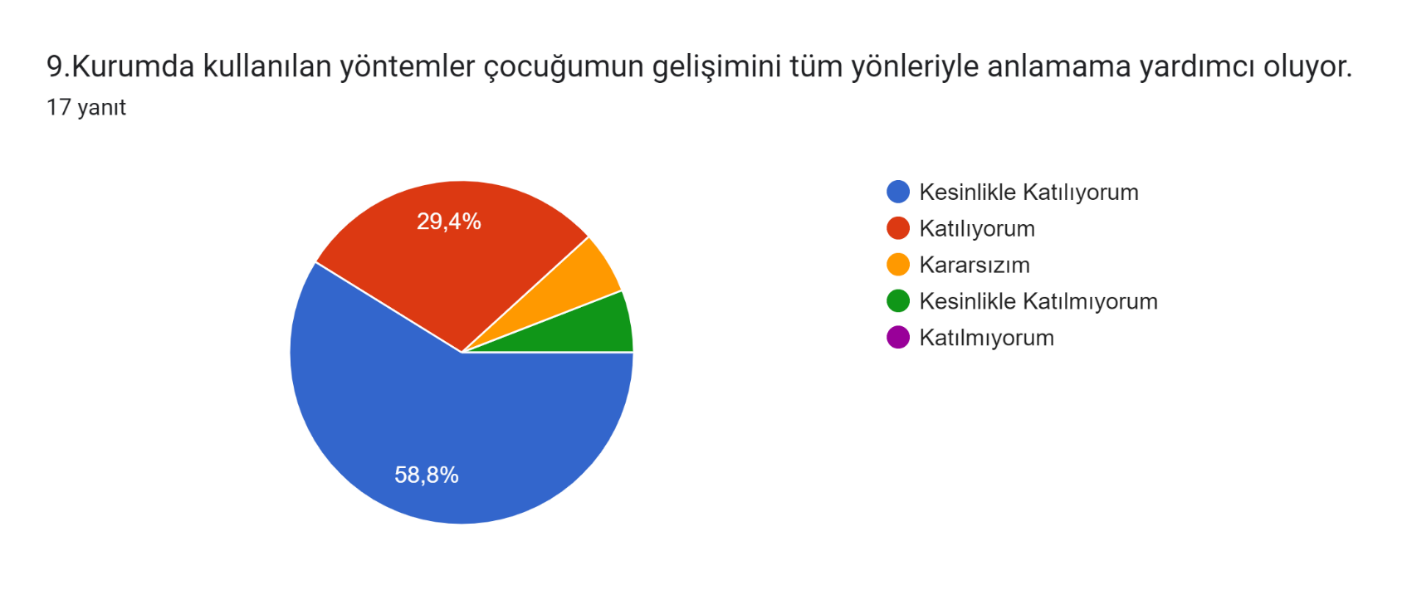 9.Kurumda kullanılan yöntemler çocuğumun gelişimini tüm yönleriyle anlamama yardımcı oluyor.
17 yanıt
29,4%
58,8%
Kesinlikle Katılıyorum
Katılıyorum
Kararsızım
Kesinlikle Katılmıyorum
Katılmıyorum